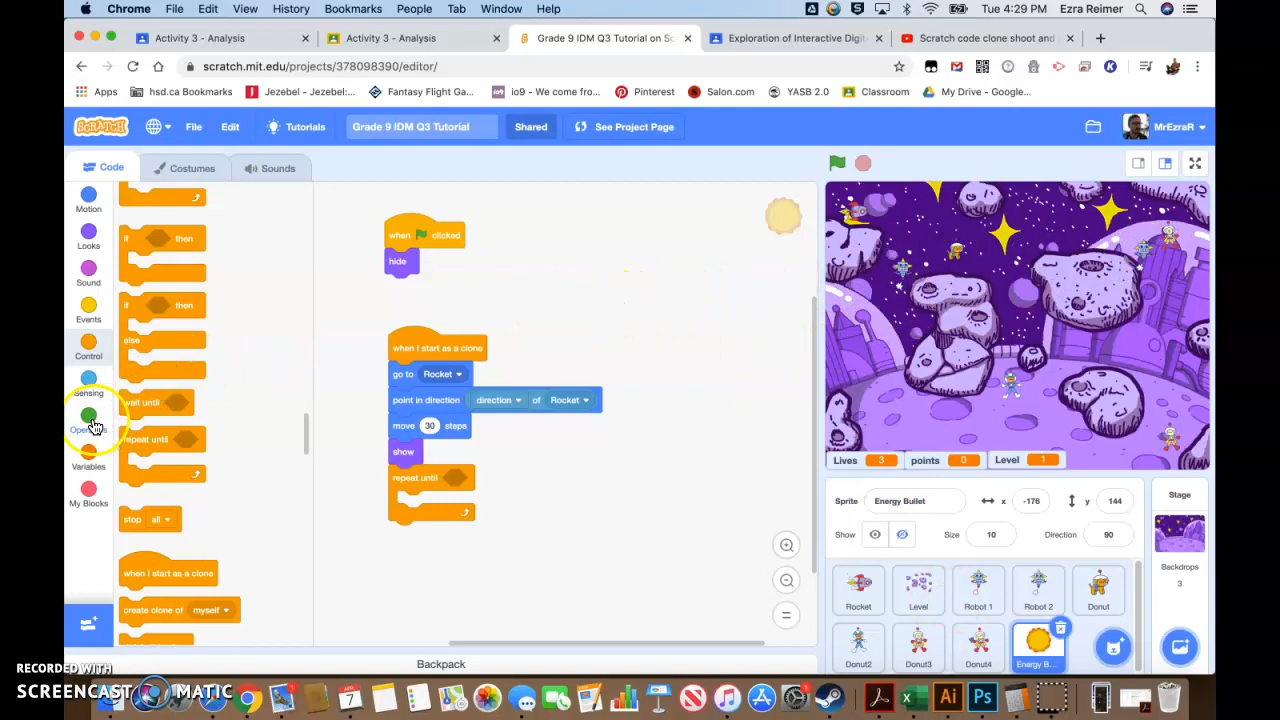 Chrome File Edit View History Bookmarks People Tab Window Help Tue 4:29 PM Ezra Reimer
Activity 3 - Analysis Activity 3 - Analysis Grade 9 IDM Q3 Tutorial on Sc Exploration of Interactive Digit Scratch code clone shoot and
scratch.mit.edu/projects/378098390/editor/
Apps hsd.ca Bookmarks Jezebel - Jezebel:... Fantasy Flight Ga... io9 - We come fro... Pinterest Salon.com YASB 2.0 Classroom My Drive - Google...
SCRATCH File Edit Tutorials Grade 9 IDM Q3 Tutorial Shared See Project Page MrEzraR
Code Costumes Sounds
Motion
Looks
Sound
Events
Control
Sensing
Variables
My Blocks
if then
if then
else
wait until
repeat until
stop all
when I start as a clone
create clone of myself
when clicked
hide
when I start as a clone
go to Rocket
point in direction direction of Rocket
move 30 steps
show
repeat until
Lives 3 points 0 Level 1
Sprite Energy Bullet x -176 y 144
Show Size 10 Direction 90
Stage
Backdrops
3
Rocket Level Robot 1 Robot 2 Donut
Donut2 Donut3 Donut4 Energy B...
Backpack
RECORDED WITH
SCREENCAST MATIC